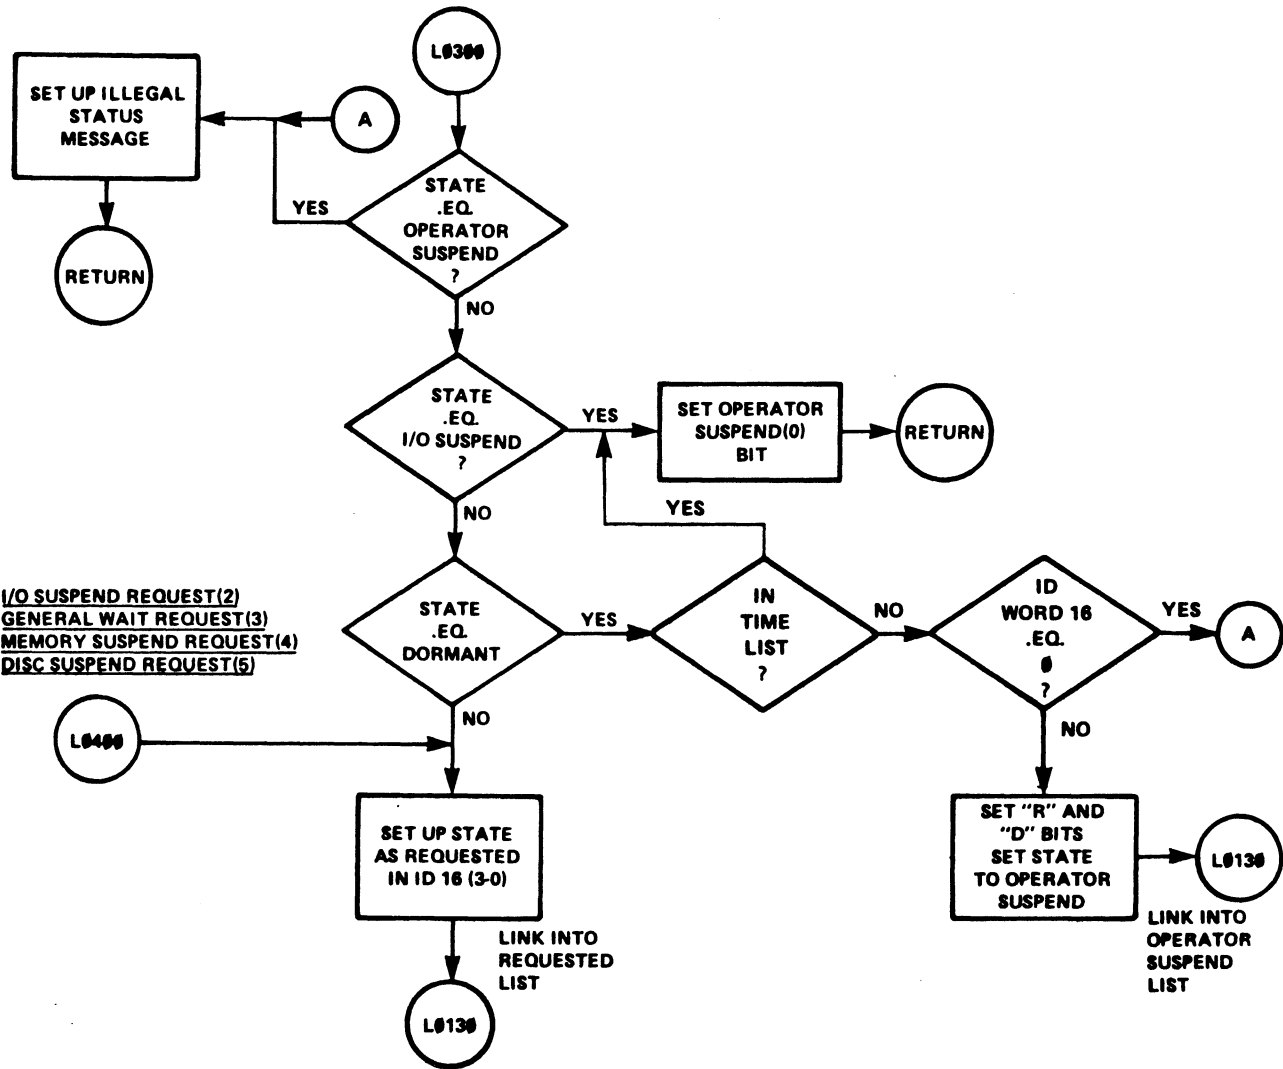 L0300
SET UP ILLEGAL
STATUS
MESSAGE
A
YES
STATE
.EQ.
OPERATOR
SUSPEND
?
RETURN
NO
STATE
.EQ.
I/O SUSPEND
?
YES
SET OPERATOR
SUSPEND(0)
BIT
RETURN
NO
YES
I/O SUSPEND REQUEST(2)
GENERAL WAIT REQUEST(3)
MEMORY SUSPEND REQUEST(4)
DISC SUSPEND REQUEST(5)
STATE
.EQ.
DORMANT
YES
IN
TIME
LIST
?
NO
ID
WORD 16
.EQ.
0
?
YES
A
NO
NO
L0400
SET UP STATE
AS REQUESTED
IN ID 16 (3-0)
SET "R" AND
"D" BITS
SET STATE
TO OPERATOR
SUSPEND
L0130
LINK INTO
REQUESTED
LIST
LINK INTO
OPERATOR
SUSPEND
LIST
L0130